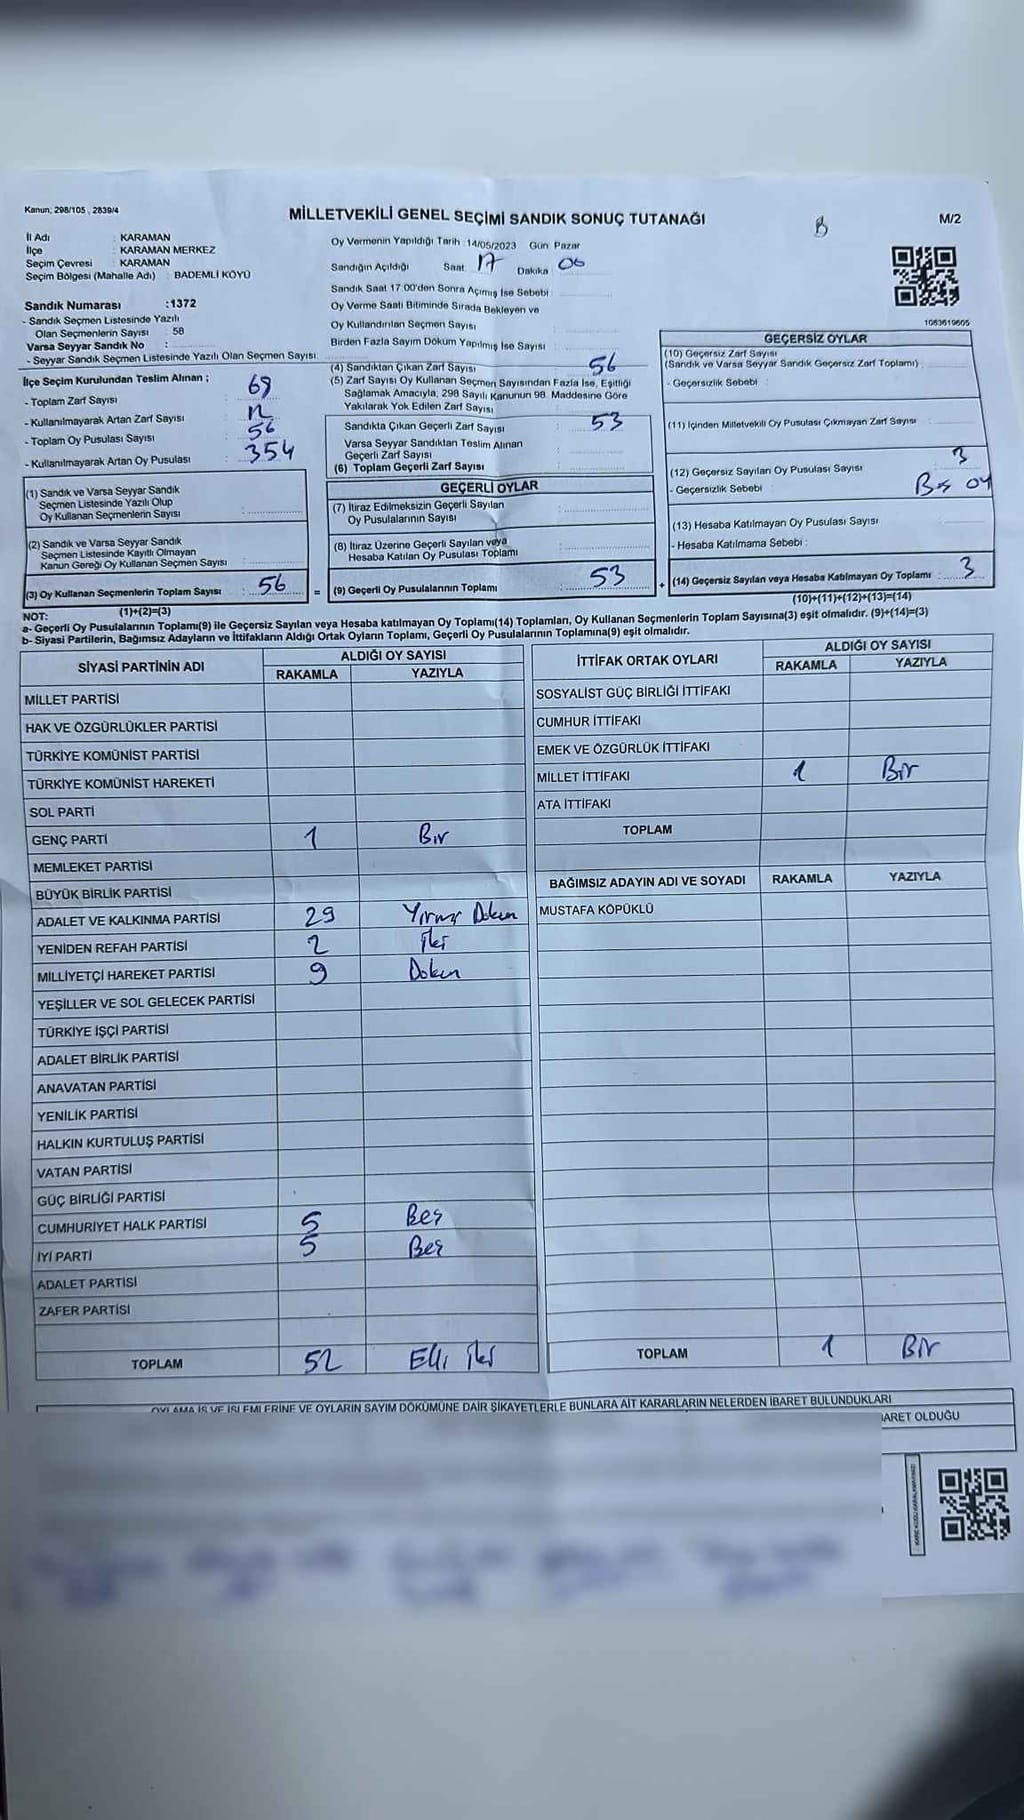 Kanun, 298/105 , 2839/4
MİLLETVEKİLİ GENEL SEÇİMİ SANDIK SONUÇ TUTANAĞI
B
M/2
İl Adı : KARAMAN
İlçe : KARAMAN MERKEZ
Seçim Çevresi : KARAMAN
Seçim Bölgesi (Mahalle Adı) : BADEMLİ KÖYÜ
Sandık Numarası :1372
- Sandık Seçmen Listesinde Yazılı
Olan Seçmenlerin Sayısı : 58
Varsa Seyyar Sandık No :
- Seyyar Sandık Seçmen Listesinde Yazılı Olan Seçmen Sayısı:
Oy Vermenin Yapıldığı Tarih :14/05/2023 Gün Pazar
Sandığın Açıldığı Saat 17 Dakika 06
Sandık Saat 17:00'den Sonra Açmış İse Sebebi :
Oy Verme Saati Bitiminde Sırada Bekleyen ve
Oy Kullandırılan Seçmen Sayısı :
Birden Fazla Sayım Döküm Yapılmış İse Sayısı :
1063619605
İlçe Seçim Kurulundan Teslim Alınan ;
- Toplam Zarf Sayısı : 69
- Kullanılmayarak Artan Zarf Sayısı : 12
- Toplam Oy Pusulası Sayısı : 56
- Kullanılmayarak Artan Oy Pusulası : 354
(4) Sandıktan Çıkan Zarf Sayısı : 56
(5) Zarf Sayısı Oy Kullanan Seçmen Sayısından Fazla İse, Eşitliği
Sağlamak Amacıyla, 298 Sayılı Kanunun 98. Maddesine Göre
Yakılarak Yok Edilen Zarf Sayısı :
Sandıkta Çıkan Geçerli Zarf Sayısı : 53
Varsa Seyyar Sandıktan Teslim Alınan
Geçerli Zarf Sayısı :
(6) Toplam Geçerli Zarf Sayısı :
GEÇERSİZ OYLAR
(10) Geçersiz Zarf Sayısı
(Sandık ve Varsa Seyyar Sandık Geçersiz Zarf Toplamı) :
- Geçersizlik Sebebi :
(11) İçinden Milletvekili Oy Pusulası Çıkmayan Zarf Sayısı :
(12) Geçersiz Sayılan Oy Pusulası Sayısı : 3
- Geçersizlik Sebebi : Boş oy
(13) Hesaba Katılmayan Oy Pusulası Sayısı :
- Hesaba Katılmama Sebebi :
(14) Geçersiz Sayılan veya Hesaba Katılmayan Oy Toplamı : 3
(10)+(11)+(12)+(13)=(14)
(1) Sandık ve Varsa Seyyar Sandık
Seçmen Listesinde Yazılı Olup
Oy Kullanan Seçmenlerin Sayısı :
(2) Sandık ve Varsa Seyyar Sandık
Seçmen Listesinde Kayıtlı Olmayan
Kanun Gereği Oy Kullanan Seçmen Sayısı :
(3) Oy Kullanan Seçmenlerin Toplam Sayısı : 56 =
(1)+(2)=(3)
GEÇERLİ OYLAR
(7) İtiraz Edilmeksizin Geçerli Sayılan
Oy Pusulalarının Sayısı :
(8) İtiraz Üzerine Geçerli Sayılan veya
Hesaba Katılan Oy Pusulası Toplamı :
(9) Geçerli Oy Pusulalarının Toplamı : 53 +
NOT:
a- Geçerli Oy Pusulalarının Toplamı(9) ile Geçersiz Sayılan veya Hesaba katılmayan Oy Toplamı(14) Toplamları, Oy Kullanan Seçmenlerin Toplam Sayısına(3) eşit olmalıdır. (9)+(14)=(3)
b- Siyasi Partilerin, Bağımsız Adayların ve İttifakların Aldığı Ortak Oyların Toplamı, Geçerli Oy Pusulalarının Toplamına(9) eşit olmalıdır.
SİYASİ PARTİNİN ADI
ALDIĞI OY SAYISI
RAKAMLA YAZIYLA
MİLLET PARTİSİ
HAK VE ÖZGÜRLÜKLER PARTİSİ
TÜRKİYE KOMÜNİST PARTİSİ
TÜRKİYE KOMÜNİST HAREKETİ
SOL PARTİ
GENÇ PARTİ 1 Bir
MEMLEKET PARTİSİ
BÜYÜK BİRLİK PARTİSİ
ADALET VE KALKINMA PARTİSİ 29 Yirmi Dokuz
YENİDEN REFAH PARTİSİ 2 İki
MİLLİYETÇİ HAREKET PARTİSİ 9 Dokuz
YEŞİLLER VE SOL GELECEK PARTİSİ
TÜRKİYE İŞÇİ PARTİSİ
ADALET BİRLİK PARTİSİ
ANAVATAN PARTİSİ
YENİLİK PARTİSİ
HALKIN KURTULUŞ PARTİSİ
VATAN PARTİSİ
GÜÇ BİRLİĞİ PARTİSİ
CUMHURİYET HALK PARTİSİ 5 Beş
İYİ PARTİ 5 Beş
ADALET PARTİSİ
ZAFER PARTİSİ
TOPLAM 52 Elli iki
İTTİFAK ORTAK OYLARI
ALDIĞI OY SAYISI
RAKAMLA YAZIYLA
SOSYALİST GÜÇ BİRLİĞİ İTTİFAKI
CUMHUR İTTİFAKI
EMEK VE ÖZGÜRLÜK İTTİFAKI
MİLLET İTTİFAKI 1 Bir
ATA İTTİFAKI
TOPLAM
BAĞIMSIZ ADAYIN ADI VE SOYADI RAKAMLA YAZIYLA
MUSTAFA KÖPÜKLÜ
TOPLAM 1 Bir
OYLAMA İŞ VE İŞLEMLERİNE VE OYLARIN SAYIM DÖKÜMÜNE DAİR ŞİKAYETLERLE BUNLARA AİT KARARLARIN NELERDEN İBARET BULUNDUKLARI
BARET OLDUĞU